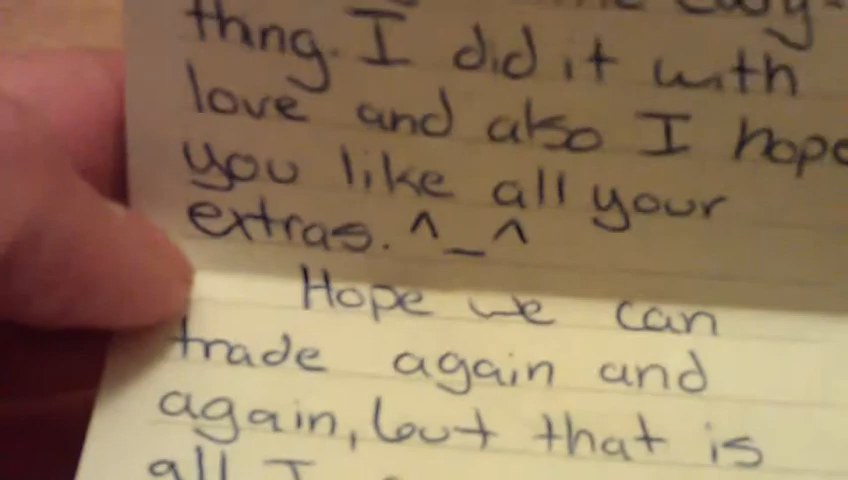 thing. I did it with
love and also I hope
you like all your
extras. ^_^
Hope we can
trade again and
again, but that is
all I